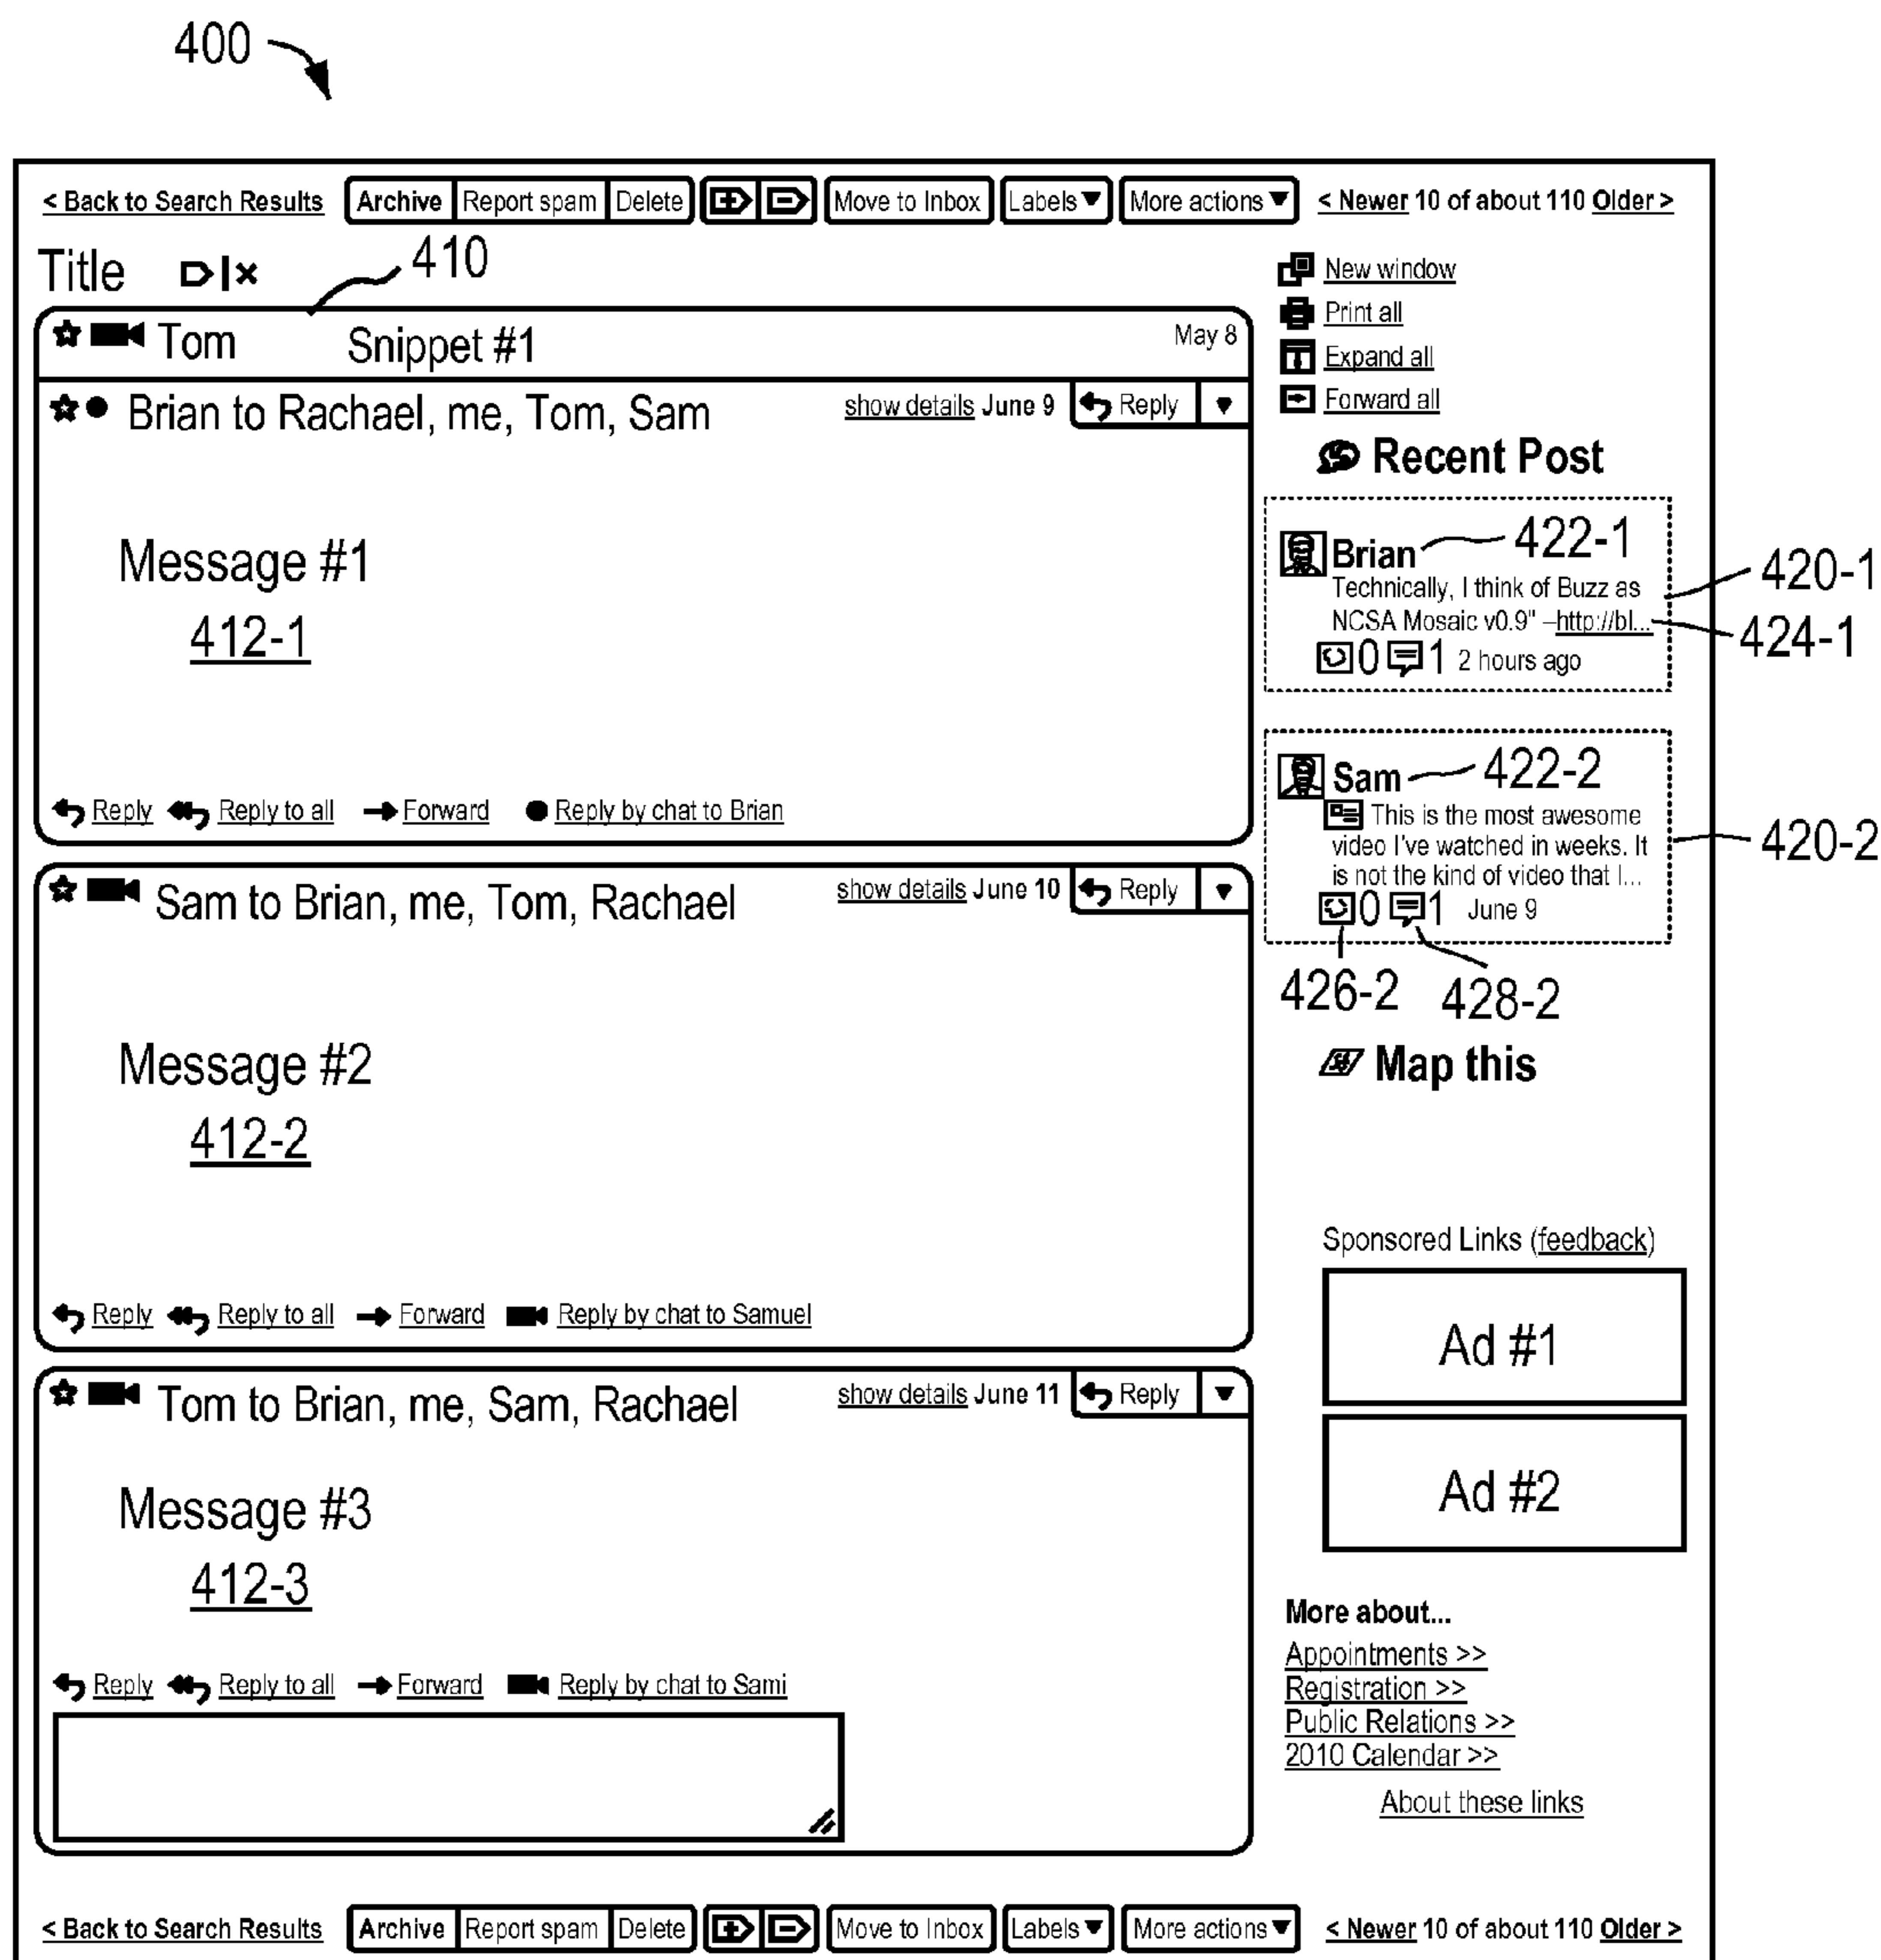 400
< Back to Search Results Archive Report spam Delete Move to Inbox Labels More actions < Newer 10 of about 110 Older >
Title 410
Tom Snippet #1 May 8
Brian to Rachael, me, Tom, Sam show details June 9 Reply
Message #1
412-1
Reply Reply to all Forward Reply by chat to Brian
Sam to Brian, me, Tom, Rachael show details June 10 Reply
Message #2
412-2
Reply Reply to all Forward Reply by chat to Samuel
Tom to Brian, me, Sam, Rachael show details June 11 Reply
Message #3
412-3
Reply Reply to all Forward Reply by chat to Sami
New window
Print all
Expand all
Forward all
Recent Post
Brian 422-1
Technically, I think of Buzz as
NCSA Mosaic v0.9" –http://bl...
0 1 2 hours ago
420-1
424-1
Sam 422-2
This is the most awesome
video I've watched in weeks. It
is not the kind of video that I...
0 1 June 9
420-2
426-2 428-2
Map this
Sponsored Links (feedback)
Ad #1
Ad #2
More about...
Appointments >>
Registration >>
Public Relations >>
2010 Calendar >>
About these links
< Back to Search Results Archive Report spam Delete Move to Inbox Labels More actions < Newer 10 of about 110 Older >